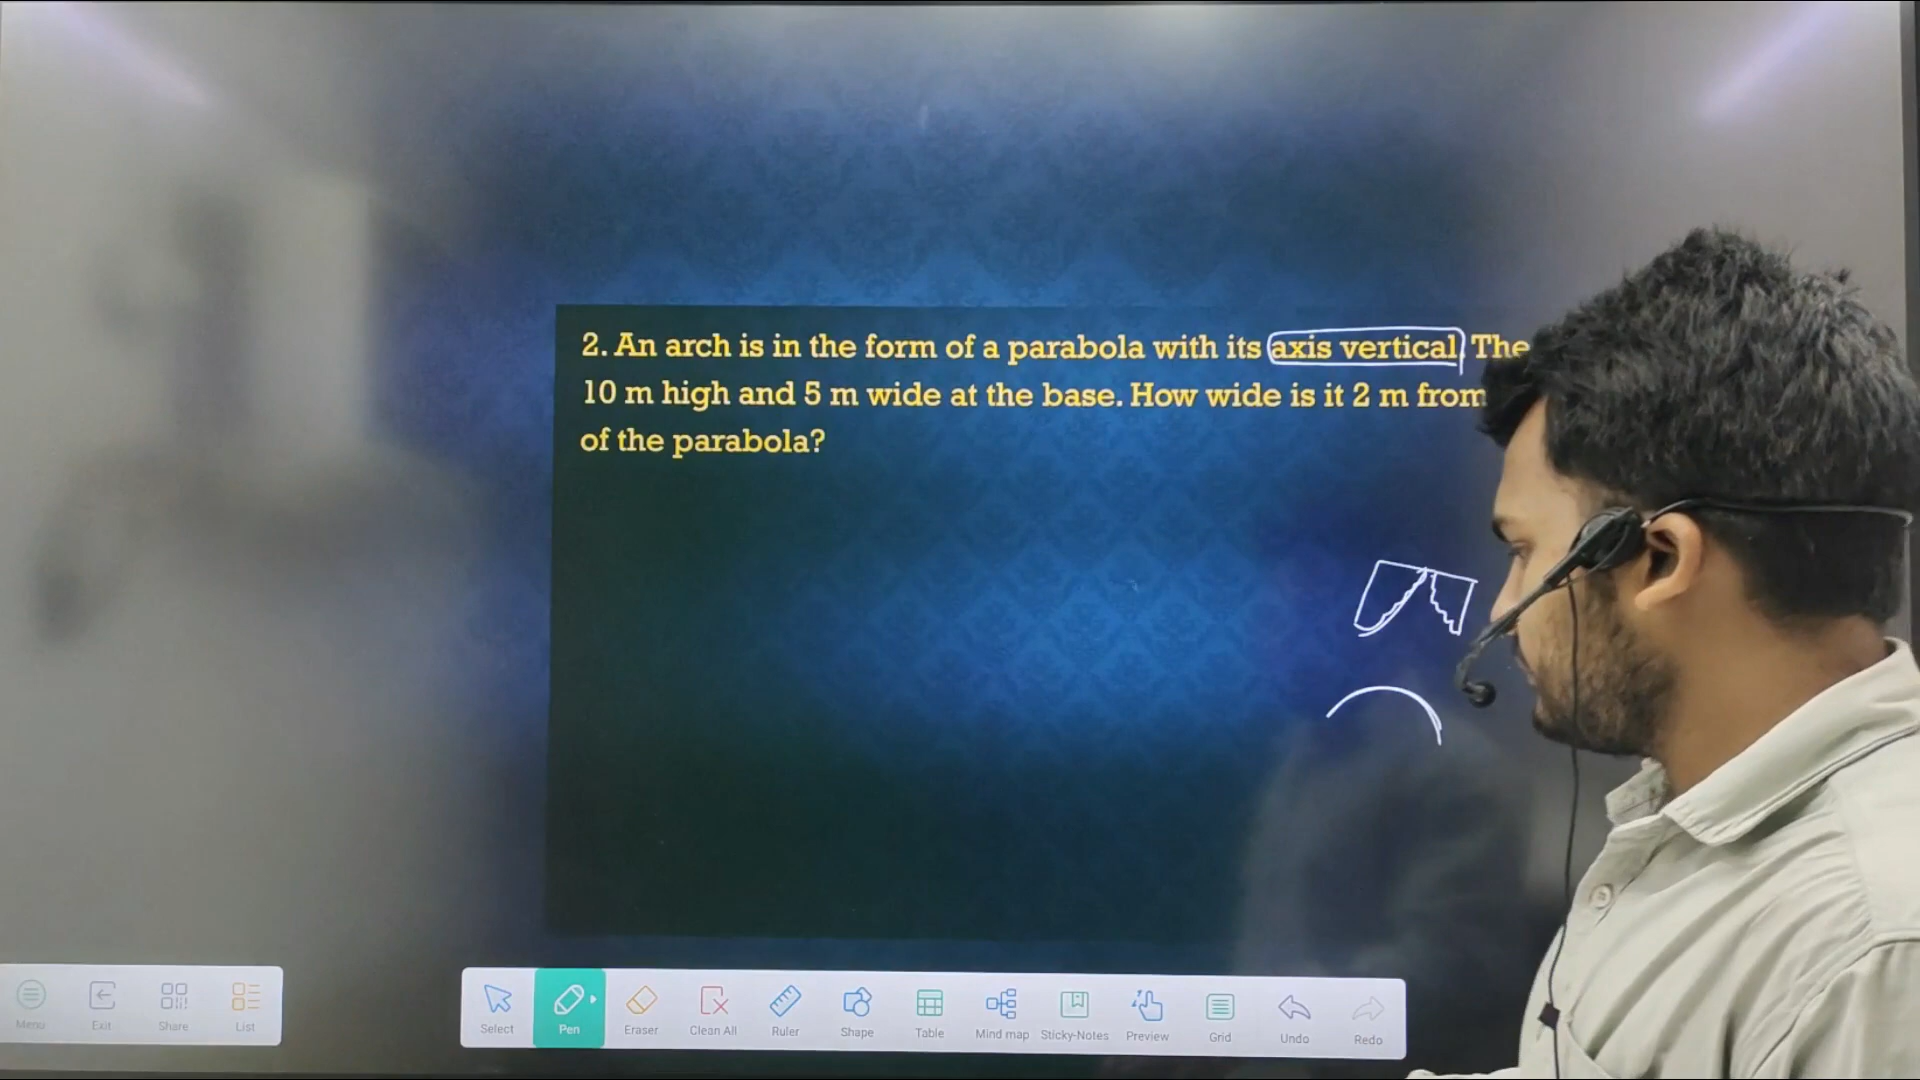 2. An arch is in the form of a parabola with its axis vertical. The
10 m high and 5 m wide at the base. How wide is it 2 m from
of the parabola?
Menu Exit Share List
Select Pen Eraser Clean All Ruler Shape Table Mind map Sticky-Notes Preview Grid Undo Redo